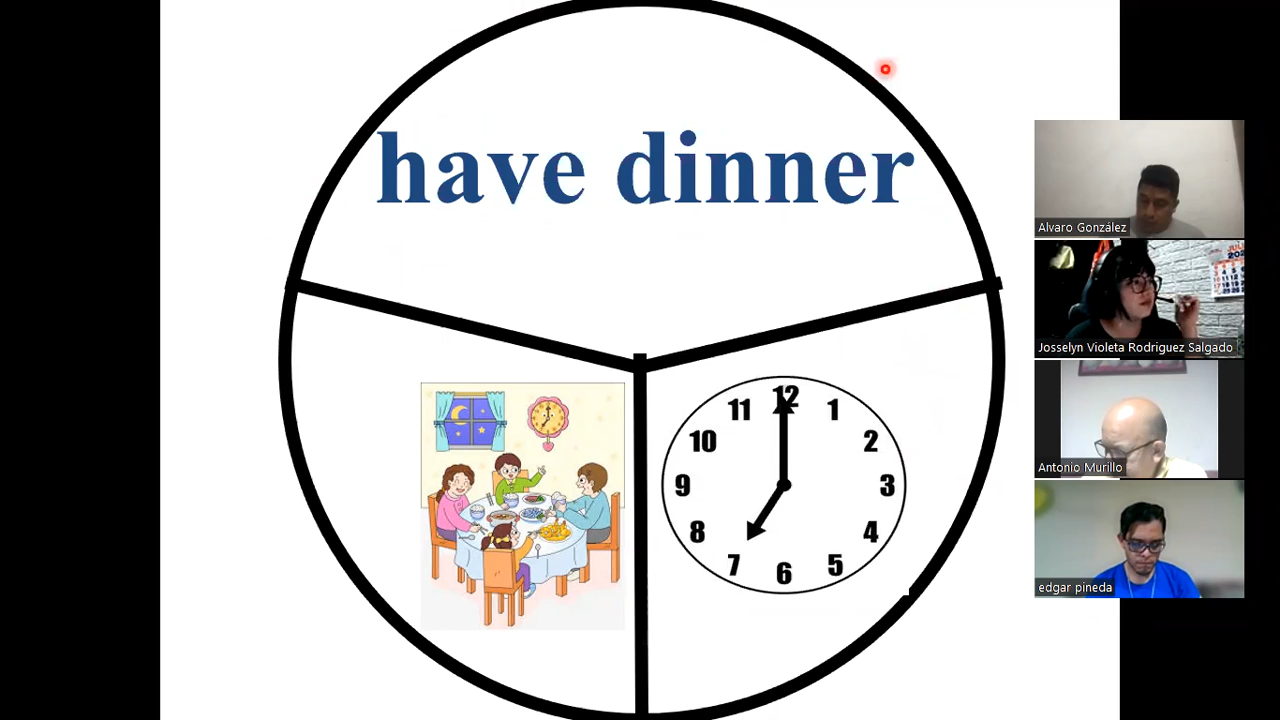 have dinner
12
11
1
10
2
9
3
8
4
7
5
6
Alvaro González
Josselyn Violeta Rodriguez Salgado
Antonio Murillo
edgar pineda